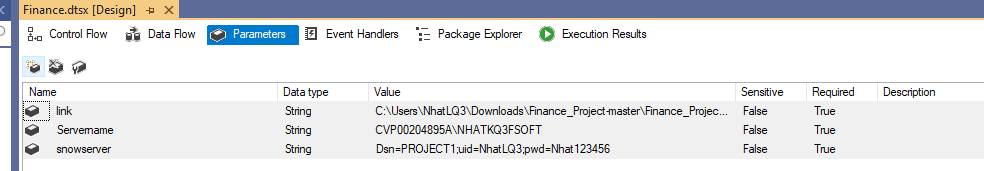 Finance.dtsx [Design]
Control Flow Data Flow Parameters Event Handlers Package Explorer Execution Results
Name Data type Value Sensitive Required Description
link String C:\Users\NhatLQ3\Downloads\Finance_Project-master\Finance_Projec... False True
Servername String CVP00204895A\NHATKQ3FSOFT False True
snowserver String Dsn=PROJECT1;uid=NhatLQ3;pwd=Nhat123456 False True